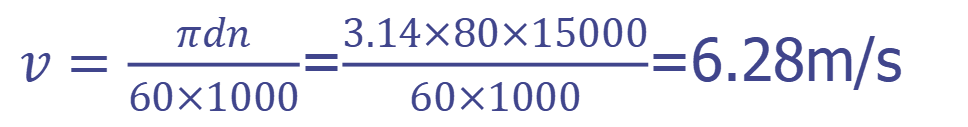 v = πdn/60×1000=3.14×80×15000/60×1000=6.28m/s